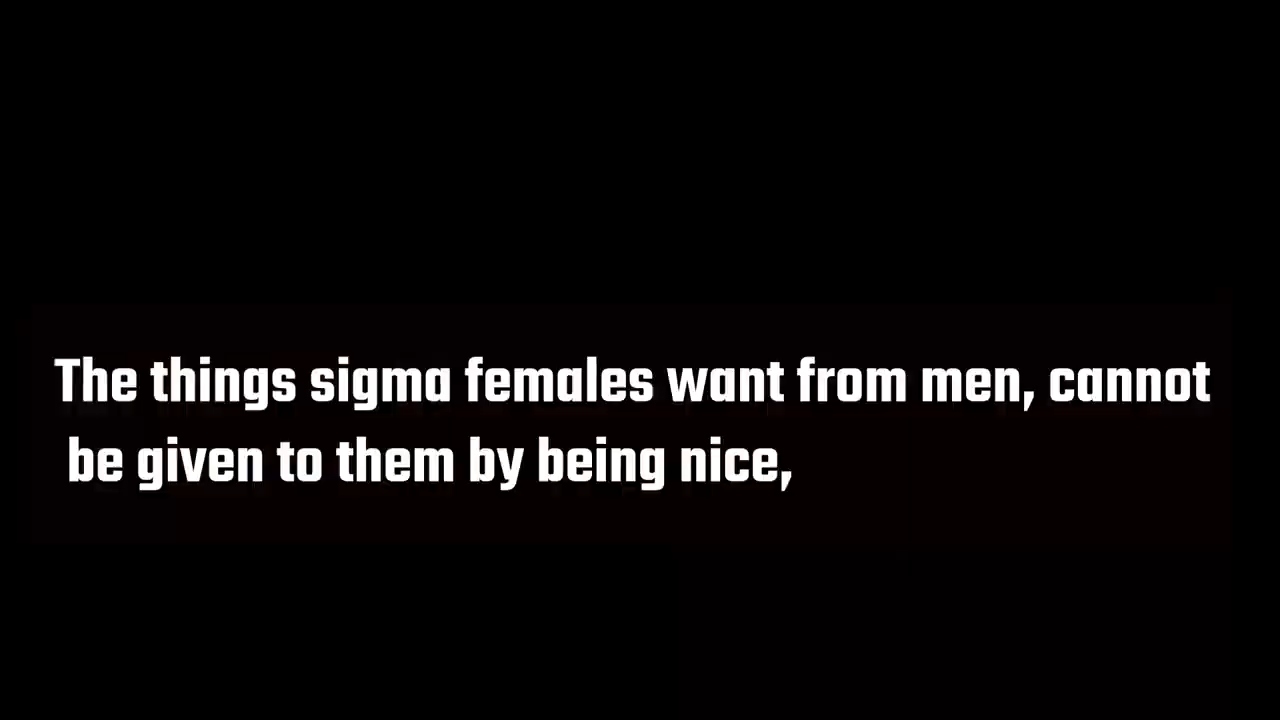 The things sigma females want from men, cannot
be given to them by being nice,